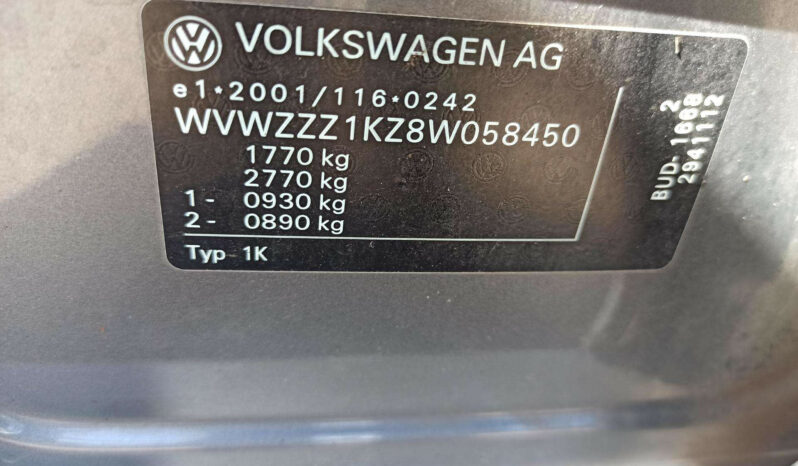 VOLKSWAGEN AG
e1*2001/116*0242
WVWZZZ1KZ8W058450
1770 kg
2770 kg
1 - 0930 kg
2 - 0890 kg
Typ 1K
2
BUD- 1668
2941112